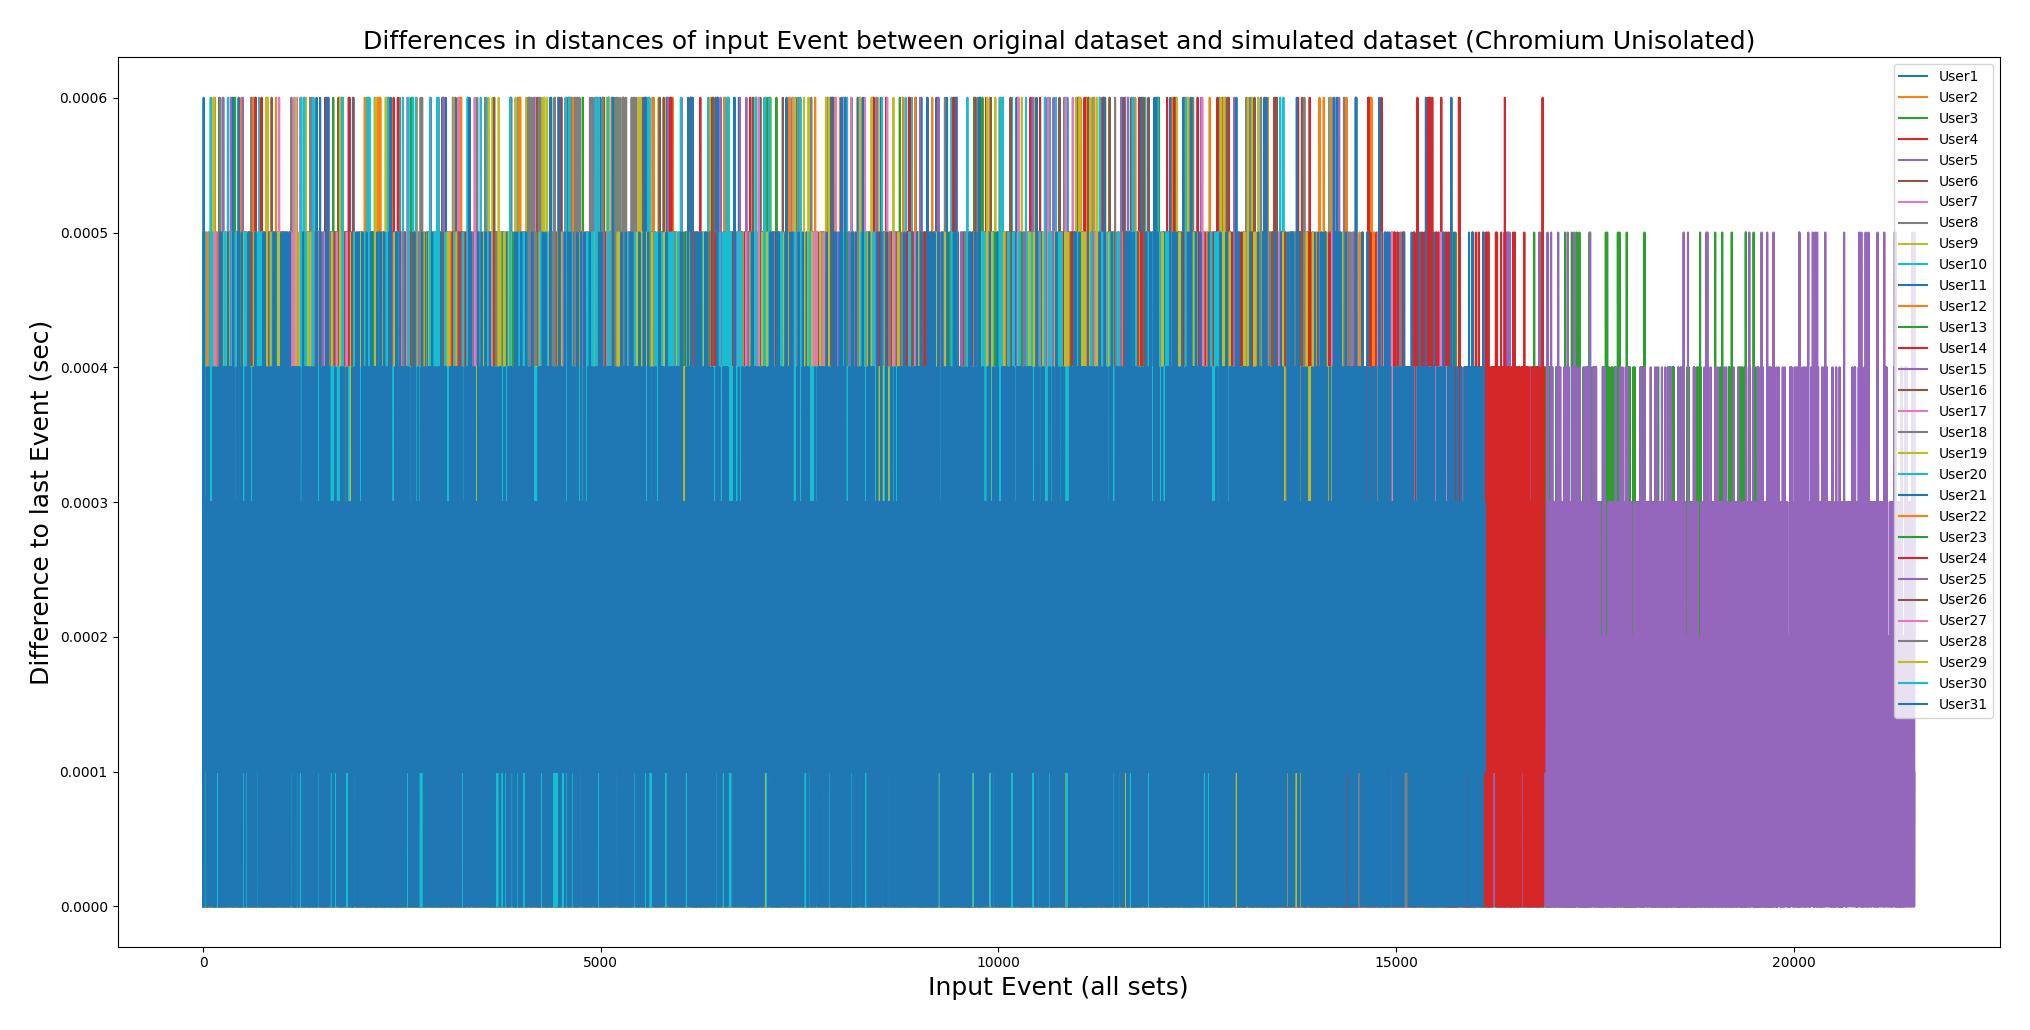 Differences in distances of input Event between original dataset and simulated dataset (Chromium Unisolated)
Difference to last Event (sec)
0.0006
0.0005
0.0004
0.0003
0.0002
0.0001
0.0000
0
5000
10000
15000
20000
Input Event (all sets)
User1
User2
User3
User4
User5
User6
User7
User8
User9
User10
User11
User12
User13
User14
User15
User16
User17
User18
User19
User20
User21
User22
User23
User24
User25
User26
User27
User28
User29
User30
User31